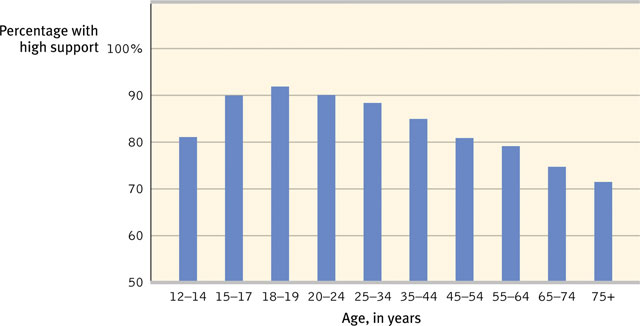 Percentage with
high support
100%
90
80
70
60
50
12–14 15–17 18–19 20–24 25–34 35–44 45–54 55–64 65–74 75+
Age, in years